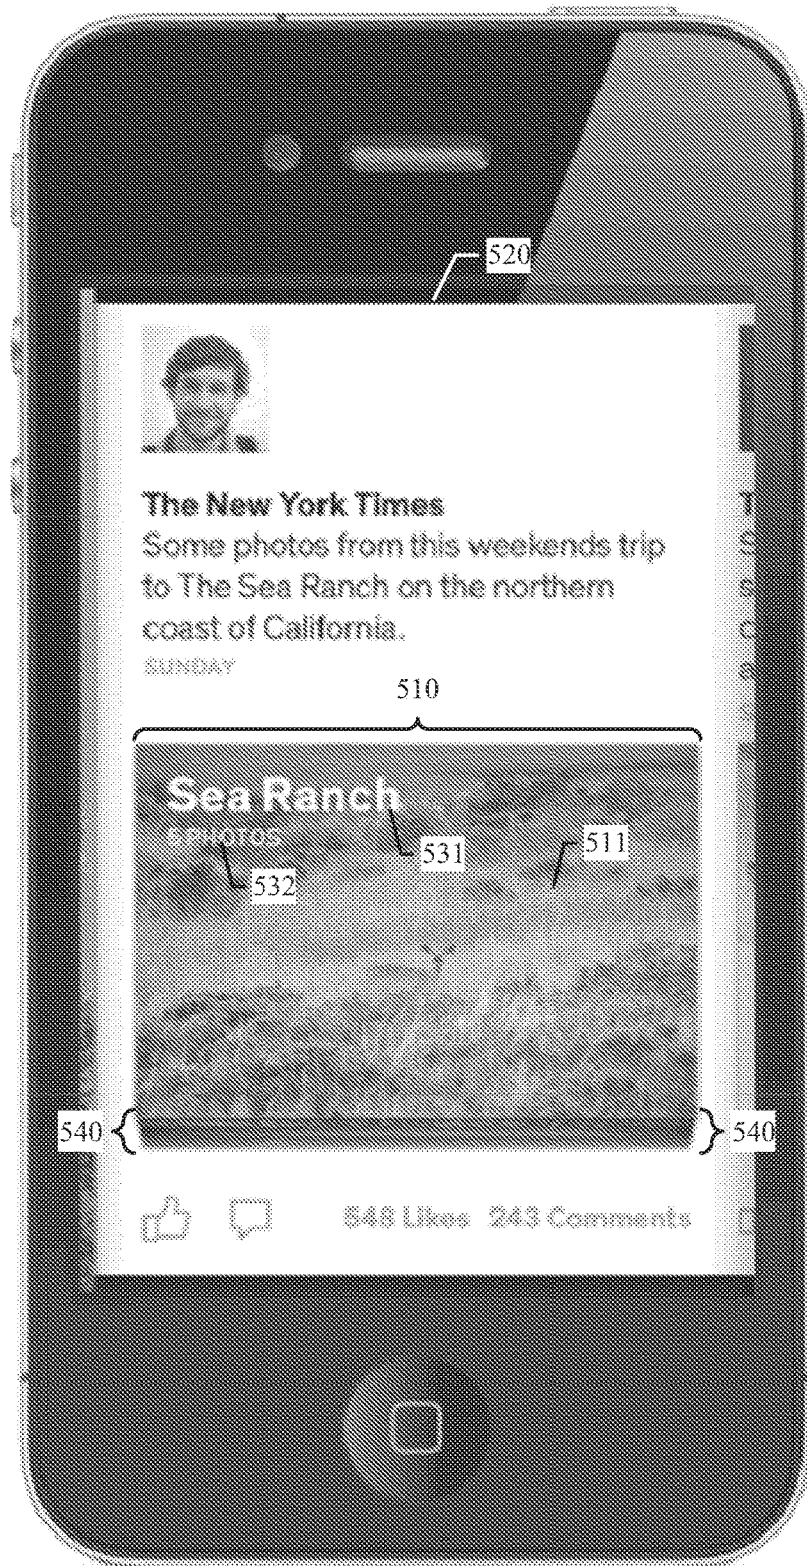 520
The New York Times
Some photos from this weekends trip
to The Sea Ranch on the northern
coast of California.
SUNDAY
510
Sea Ranch
5 PHOTOS
531
511
532
540
540
548 Likes 243 Comments
T
S
s
c
a